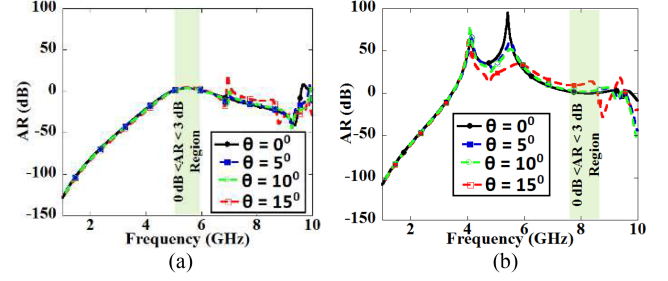 100
50
0
-50
-100
-150
AR (dB)
0 dB <AR < 3 dB
Region
θ = 0⁰
θ = 5⁰
θ = 10⁰
θ = 15⁰
2 4 6 8 10
Frequency (GHz)
(a)
100
50
0
-50
-100
-150
AR (dB)
0 dB <AR < 3 dB
Region
θ = 0⁰
θ = 5⁰
θ = 10⁰
θ = 15⁰
2 4 6 8 10
Frequency (GHz)
(b)